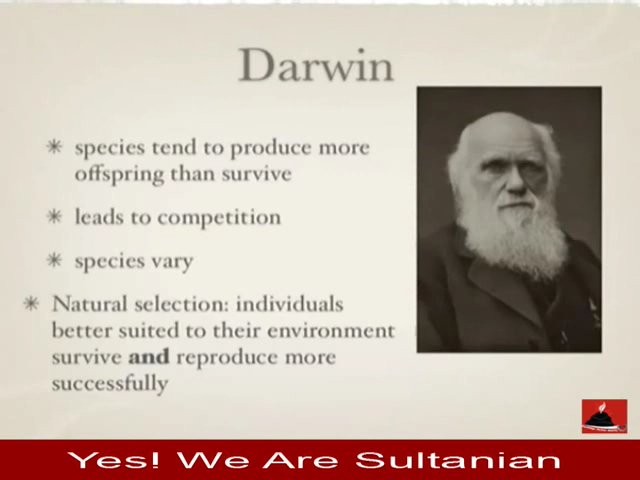 Darwin
✳ species tend to produce more
offspring than survive
✳ leads to competition
✳ species vary
✳ Natural selection: individuals
better suited to their environment
survive and reproduce more
successfully
Yes! We Are Sultanian